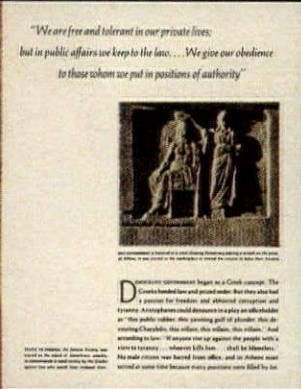 "We are free and tolerant in our private lives;
but in public affairs we keep to the law. . . . We give our obedience
to those whom we put in positions of authority"
DEMOCRATIC GOVERNMENT began as a Greek concept. The
Greeks heeded law and prized order. But they also had
a passion for freedom and abhorred corruption and
tyranny. Aristophanes could denounce in a play an officeholder
as "this public robber, this yawning gulf of plunder, this de-
vouring Charybdis, this villain, this villain, this villain." And
according to law: "If anyone rise up against the people with a
view to tyranny . . . whoever kills him . . . shall be blameless."
No male citizen was barred from office, and in Athens most
served at some time because many positions were filled by lot.